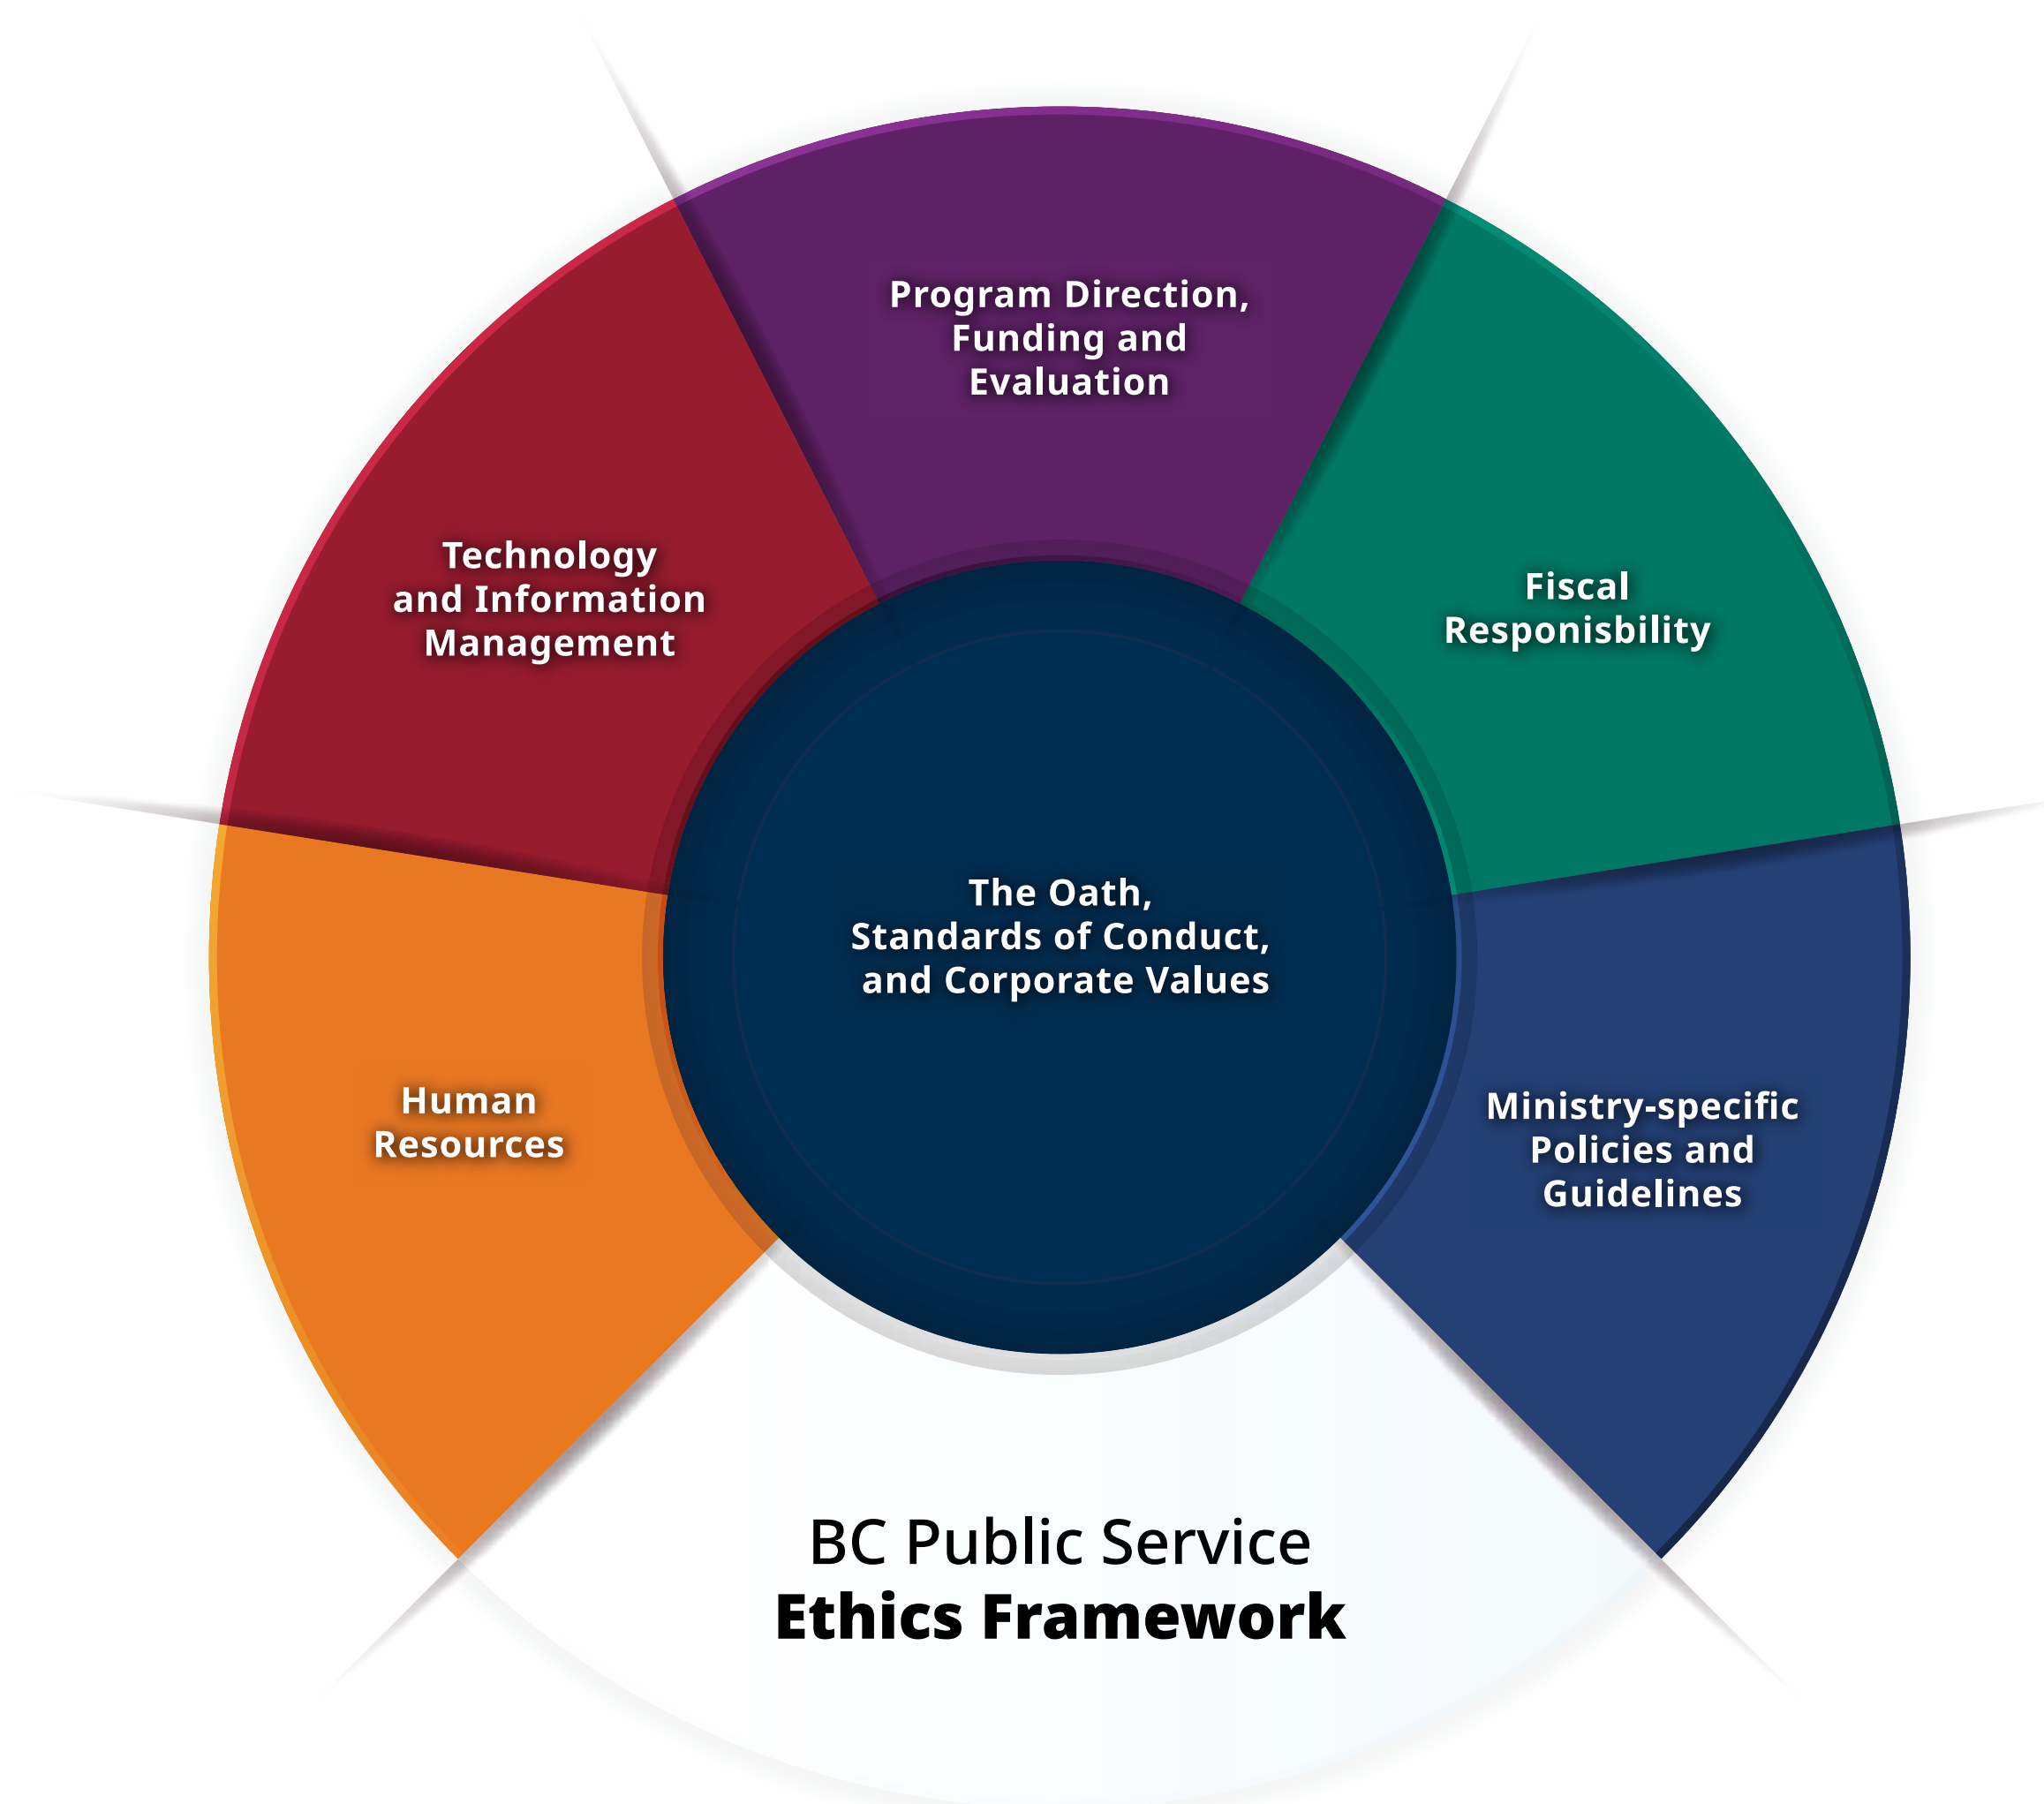 Program Direction,
Funding and
Evaluation
Technology
and Information
Management
Fiscal
Responisbility
The Oath,
Standards of Conduct,
and Corporate Values
Human
Resources
Ministry-specific
Policies and
Guidelines
BC Public Service
Ethics Framework